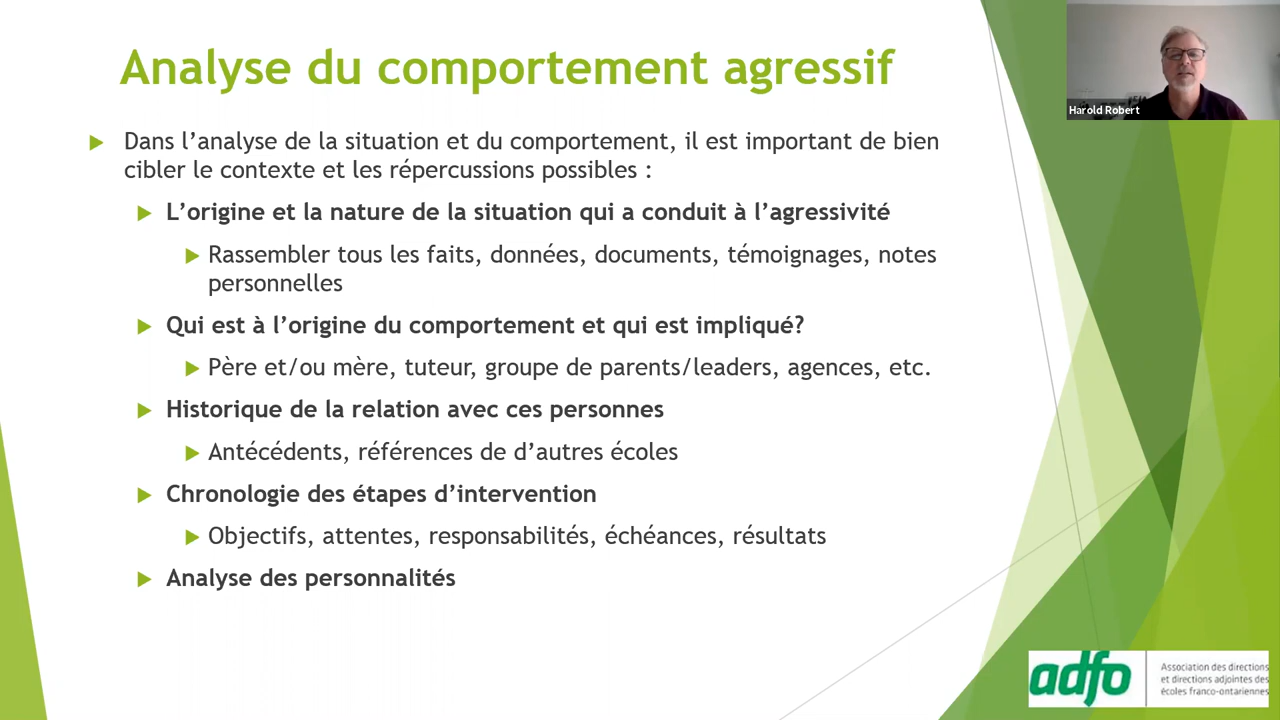 Analyse du comportement agressif
Harold Robert
Dans l’analyse de la situation et du comportement, il est important de bien
cibler le contexte et les répercussions possibles :
L’origine et la nature de la situation qui a conduit à l’agressivité
Rassembler tous les faits, données, documents, témoignages, notes
personnelles
Qui est à l’origine du comportement et qui est impliqué?
Père et/ou mère, tuteur, groupe de parents/leaders, agences, etc.
Historique de la relation avec ces personnes
Antécédents, références de d’autres écoles
Chronologie des étapes d’intervention
Objectifs, attentes, responsabilités, échéances, résultats
Analyse des personnalités
adfo
Association des directions
et directions adjointes des
écoles franco-ontariennes